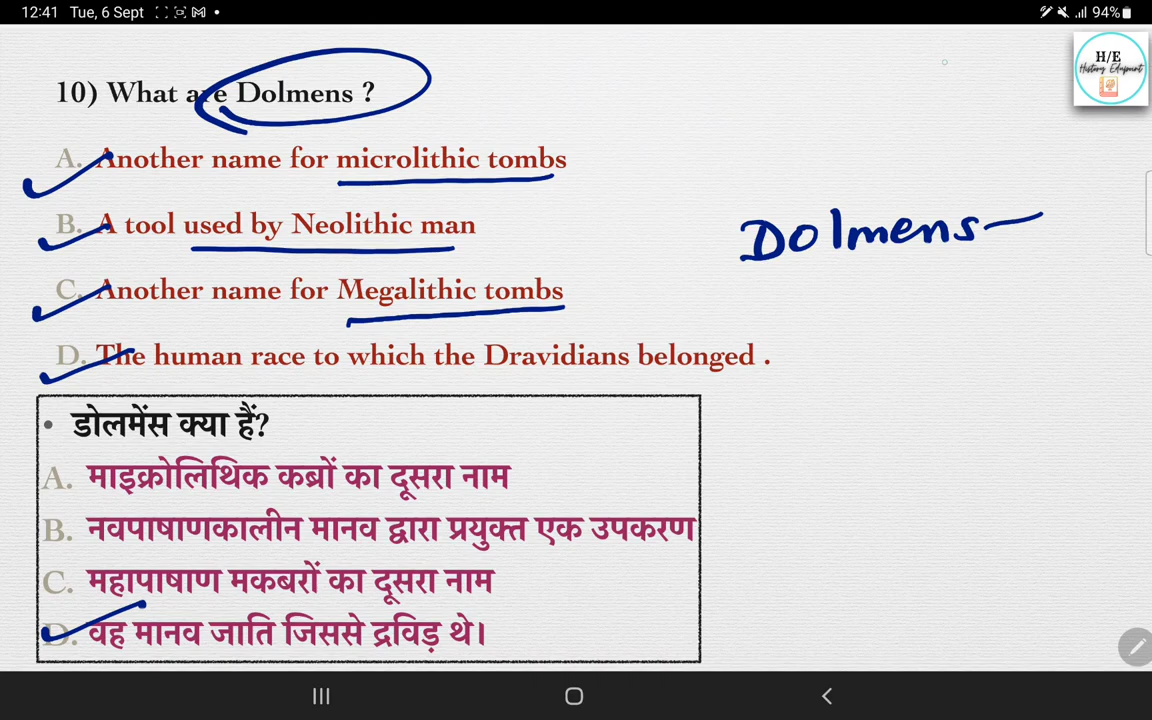 12:41 Tue, 6 Sept 94%
H/E
History Edupoint
10) What are Dolmens ?
A. Another name for microlithic tombs
B. A tool used by Neolithic man
Dolmens—
C. Another name for Megalithic tombs
D. The human race to which the Dravidians belonged .
• डोलमेंस क्या हैं?
A. माइक्रोलिथिक कब्रों का दूसरा नाम
B. नवपाषाणकालीन मानव द्वारा प्रयुक्त एक उपकरण
C. महापाषाण मकबरों का दूसरा नाम
D. वह मानव जाति जिससे द्रविड़ थे।